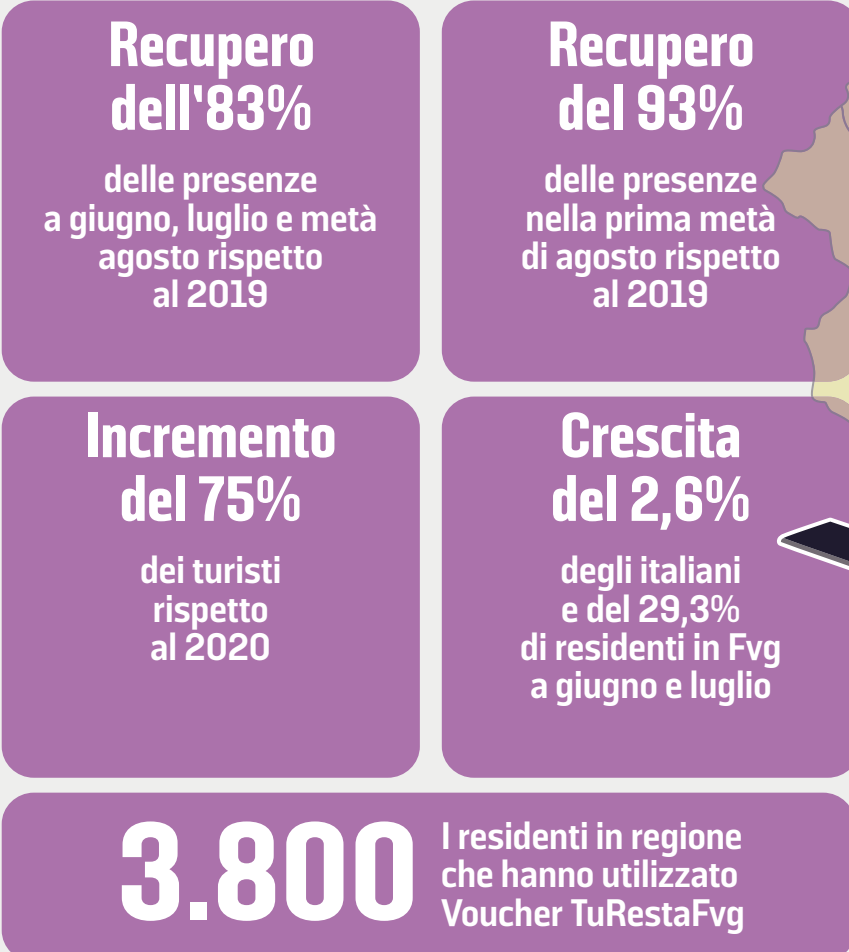 Recupero
dell'83%
delle presenze
a giugno, luglio e metà
agosto rispetto
al 2019
Recupero
del 93%
delle presenze
nella prima metà
di agosto rispetto
al 2019
Incremento
del 75%
dei turisti
rispetto
al 2020
Crescita
del 2,6%
degli italiani
e del 29,3%
di residenti in Fvg
a giugno e luglio
3.800
I residenti in regione
che hanno utilizzato
Voucher TuRestaFvg